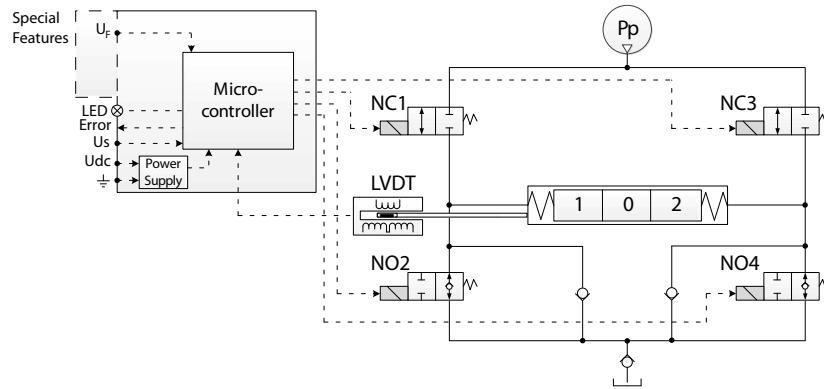 Special
Features
U_F
LED
Error
Us
Udc
Micro-
controller
Power
Supply
Pp
NC1
NC3
LVDT
1 0 2
NO2
NO4